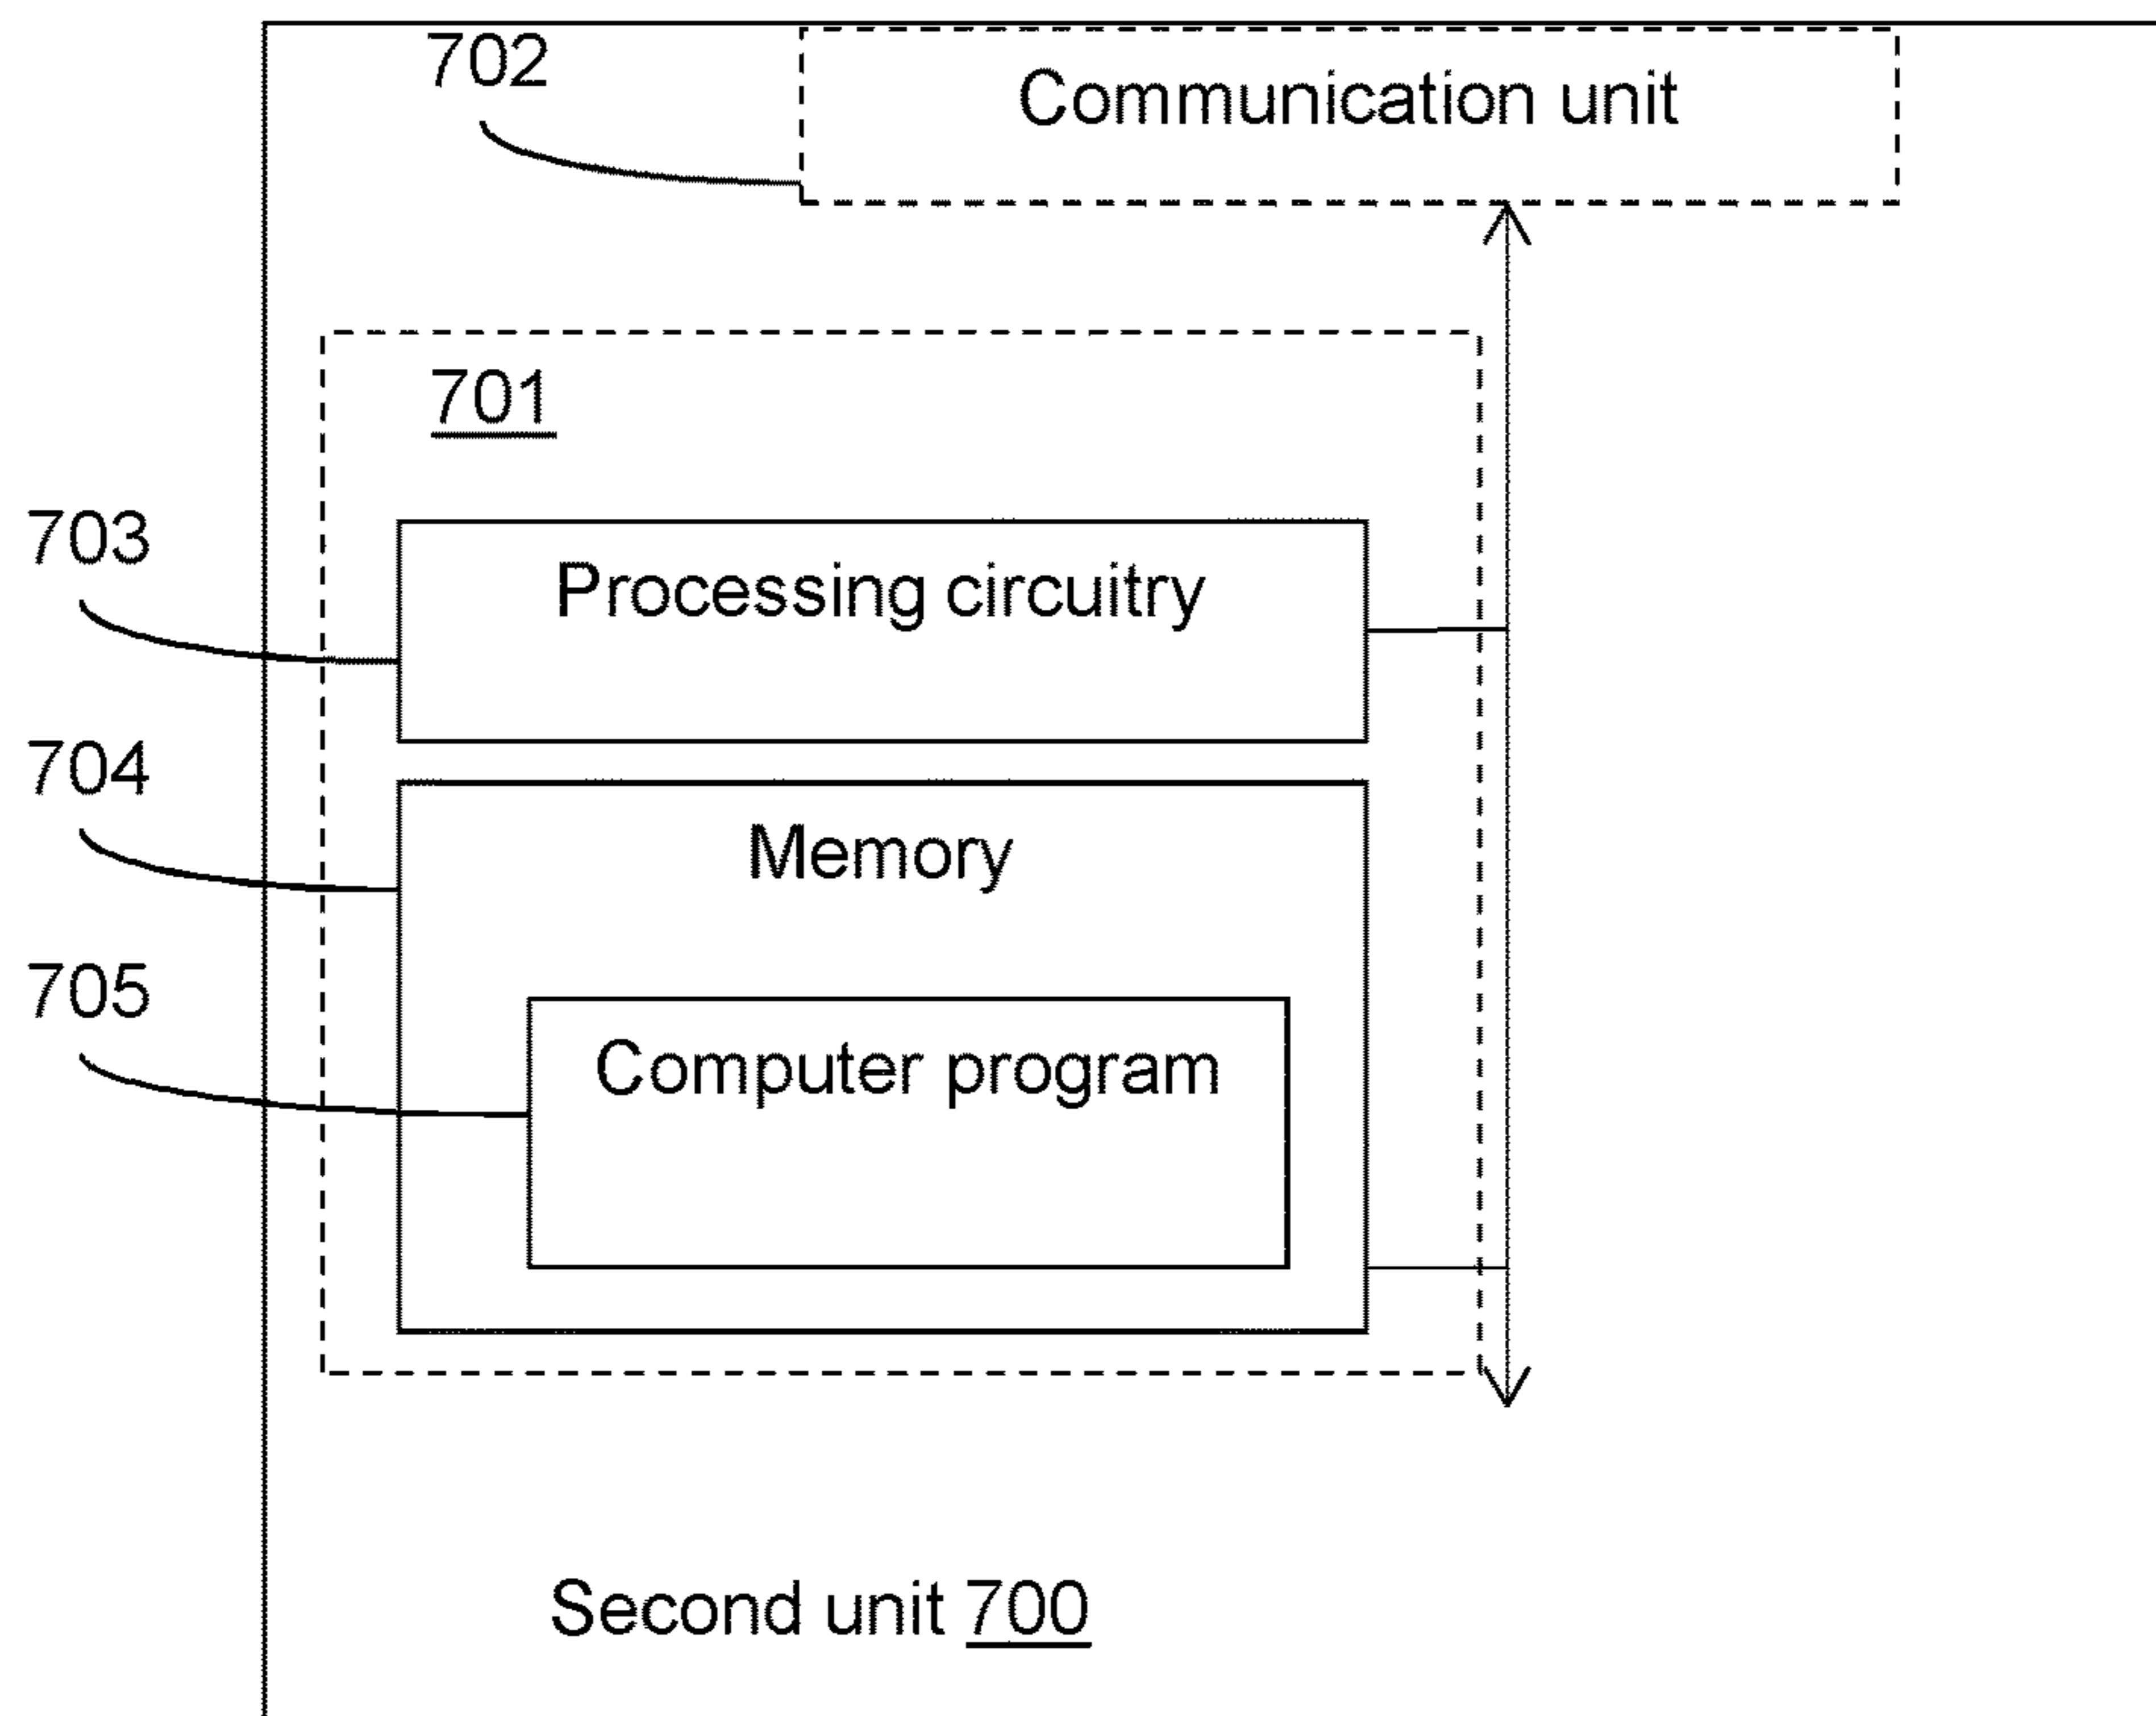 702
Communication unit
701
703
Processing circuitry
704
Memory
705
Computer program
Second unit 700